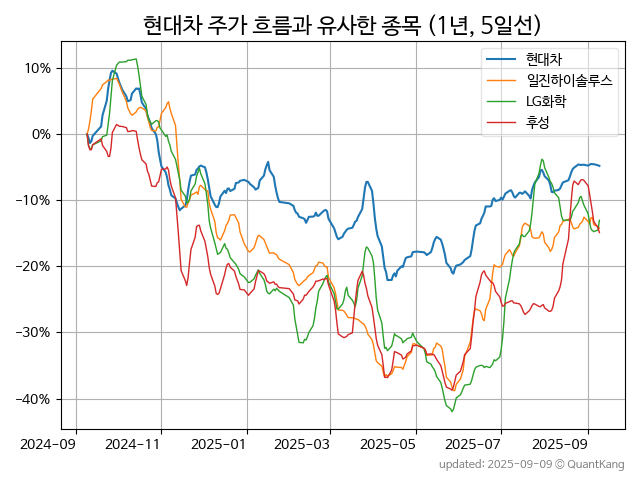 현대차 주가 흐름과 유사한 종목 (1년, 5일선)
현대차
일진하이솔루스
LG화학
후성
10%
0%
−10%
−20%
−30%
−40%
2024-09
2024-11
2025-01
2025-03
2025-05
2025-07
2025-09
updated: 2025-09-09 © QuantKang